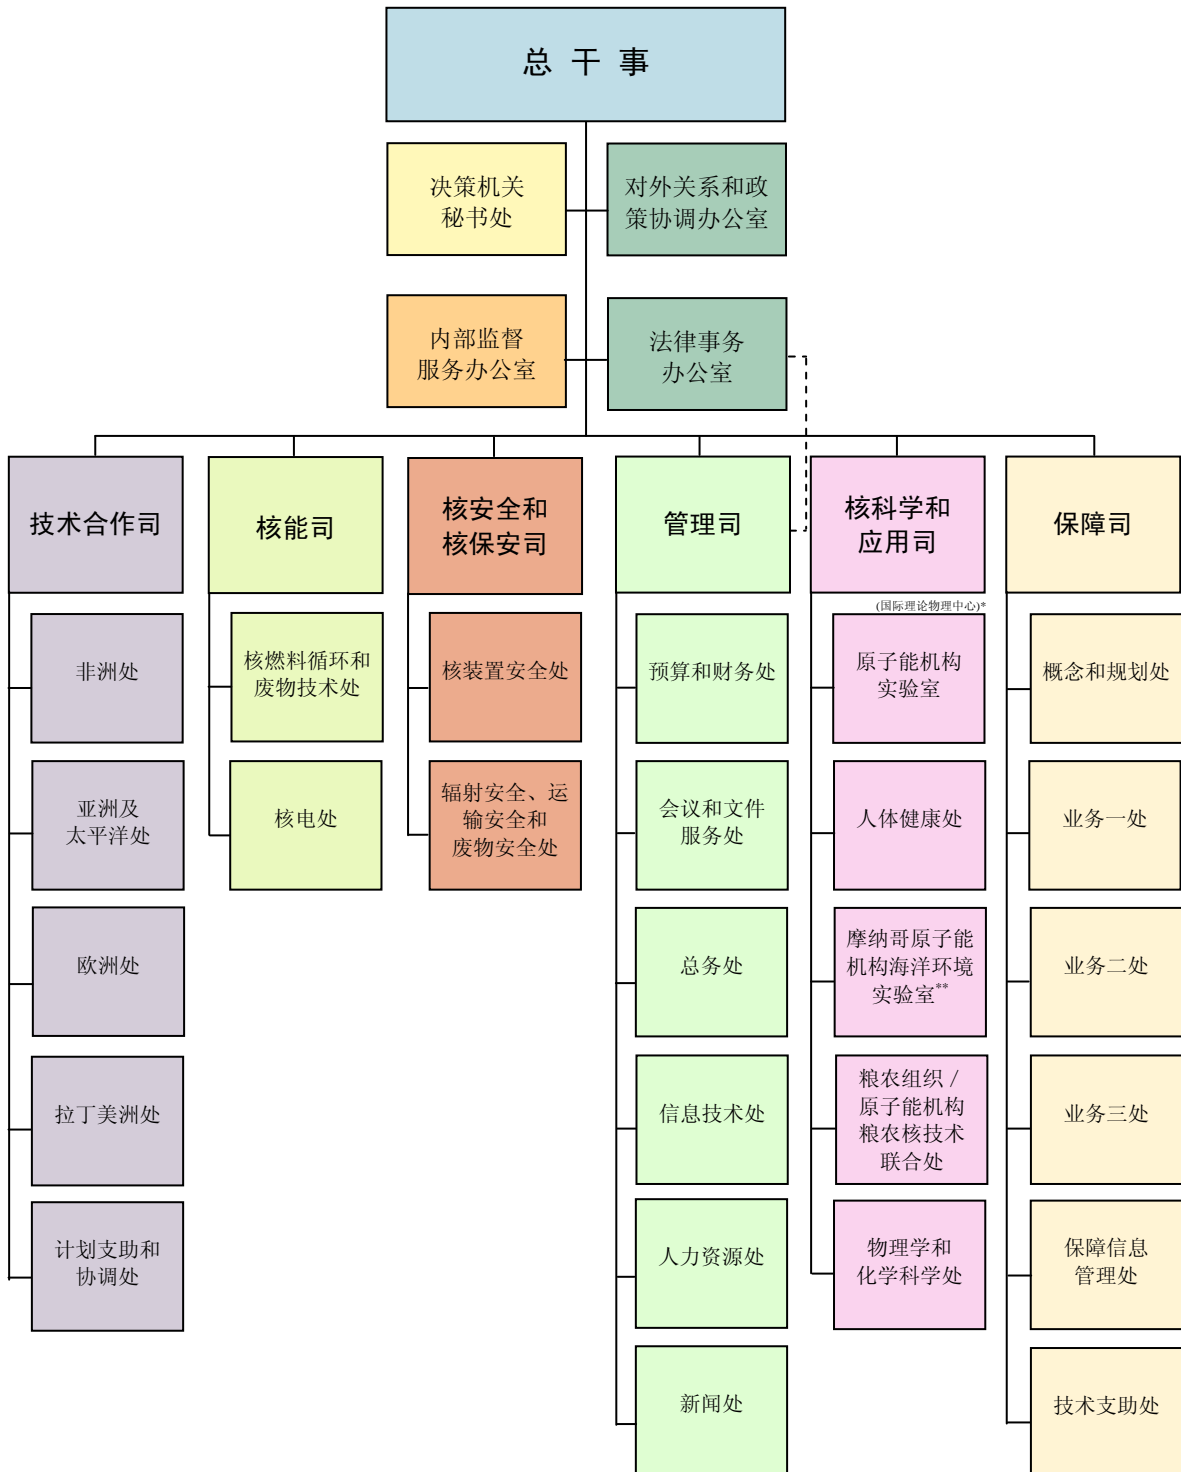 总 干 事
决策机关
秘书处
对外关系和政
策协调办公室
内部监督
服务办公室
法律事务
办公室
技术合作司
核能司
核安全和
核保安司
管理司
核科学和
应用司
保障司
(国际理论物理中心)*
非洲处
核燃料循环和
废物技术处
核装置安全处
预算和财务处
原子能机构
实验室
概念和规划处
亚洲及
太平洋处
核电处
辐射安全、运
输安全和
废物安全处
会议和文件
服务处
人体健康处
业务一处
欧洲处
总务处
摩纳哥原子能
机构海洋环境
实验室**
业务二处
拉丁美洲处
信息技术处
粮农组织／
原子能机构
粮农核技术
联合处
业务三处
计划支助和
协调处
人力资源处
物理学和
化学科学处
保障信息
管理处
新闻处
技术支助处